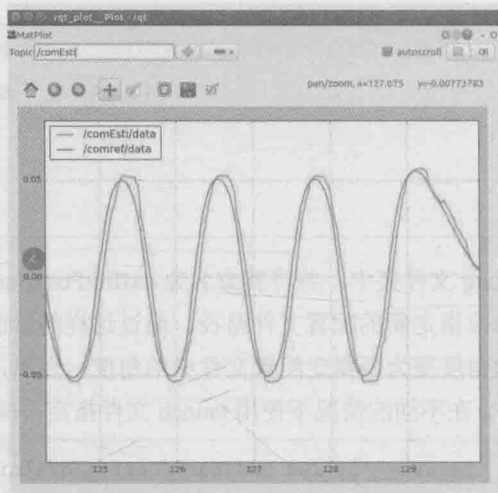 rqt_plot__Plot - rqt
MatPlot
Topic /comEsti
autoscroll
pan/zoom, x=127.075 y=-0.00773783
/comEsti/data
/comref/data
0.05
0.00
-0.05
125 126 127 128 129